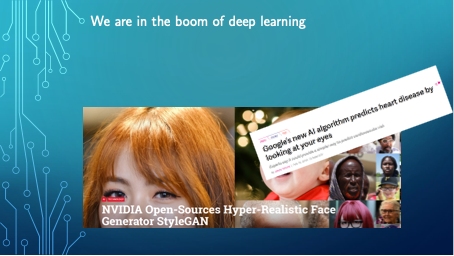 We are in the boom of deep learning
Google's new AI algorithm predicts heart disease by
looking at your eyes
NVIDIA Open-Sources Hyper-Realistic Face
Generator StyleGAN